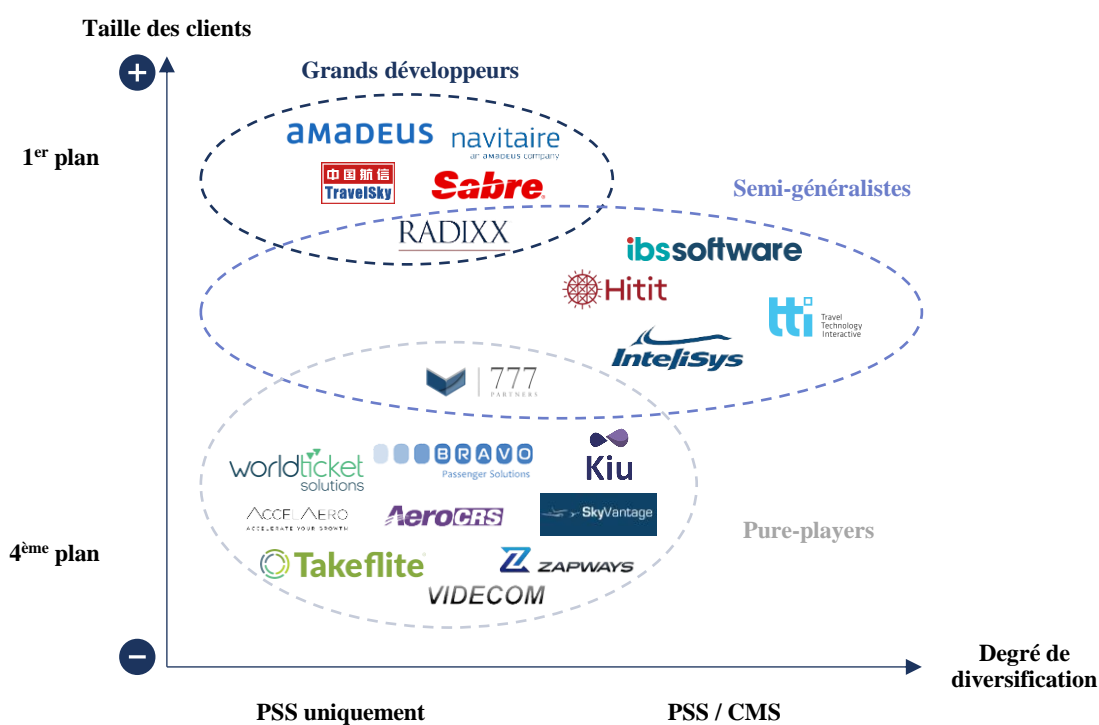 Taille des clients
+
Grands développeurs
amadeus
navitaire
an amadeus company
1er plan
中国航信
TravelSky
Sabre
Semi-généralistes
RADIXX
ibssoftware
Hitit
tti
Travel
Technology
Interactive
InteliSys
777
PARTNERS
worldticket
solutions
BRAVO
Passenger Solutions
Kiu
ACCELAERO
ACCELERATE YOUR GROWTH
AeroCRS
SkyVantage
Pure-players
4ème plan
Takeflite
ZAPWAYS
VIDECOM
−
Degré de
diversification
PSS uniquement
PSS / CMS